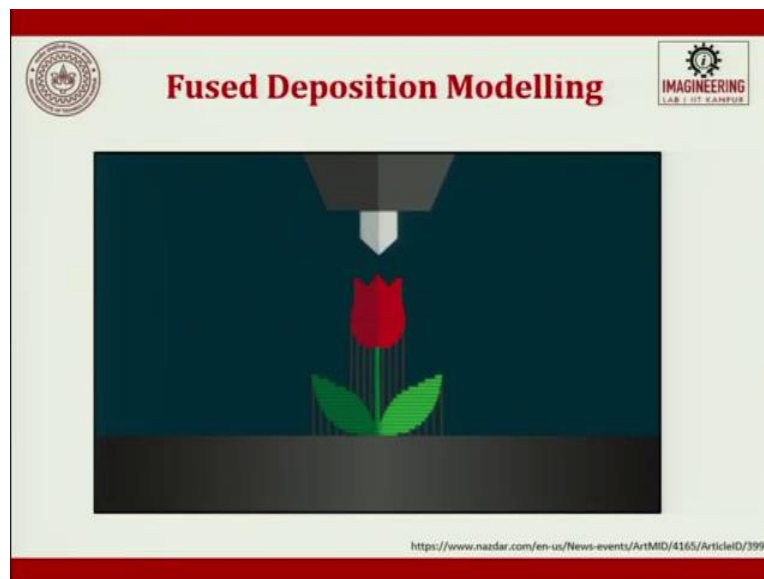 Fused Deposition Modelling
IMAGINEERING
LAB | IIT KANPUR
https://www.nazdar.com/en-us/News-events/ArtMID/4165/ArticleID/399